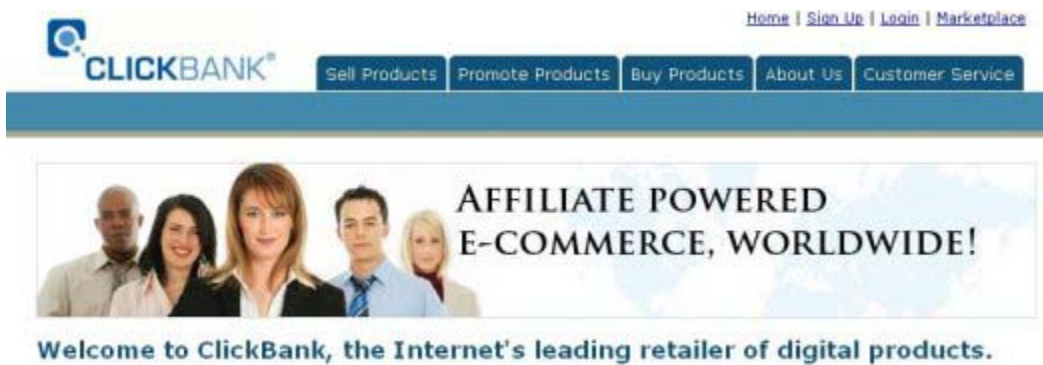 Home | Sign Up | Login | Marketplace
CLICKBANK®
Sell Products Promote Products Buy Products About Us Customer Service
AFFILIATE POWERED
E-COMMERCE, WORLDWIDE!
Welcome to ClickBank, the Internet's leading retailer of digital products.